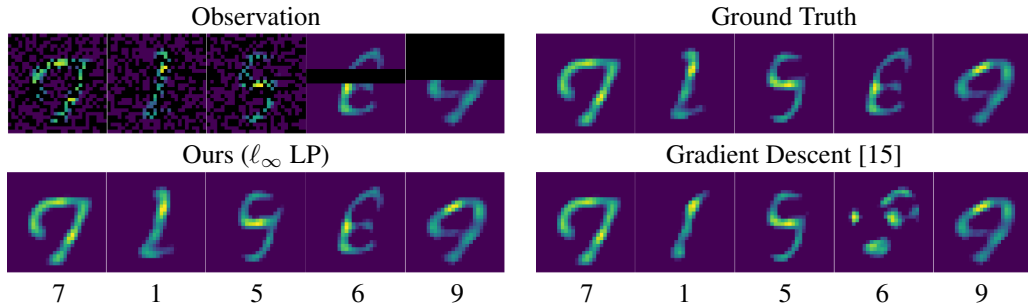 Observation
Ground Truth
Ours (ℓ∞ LP)
Gradient Descent [15]
7 1 5 6 9
7 1 5 6 9